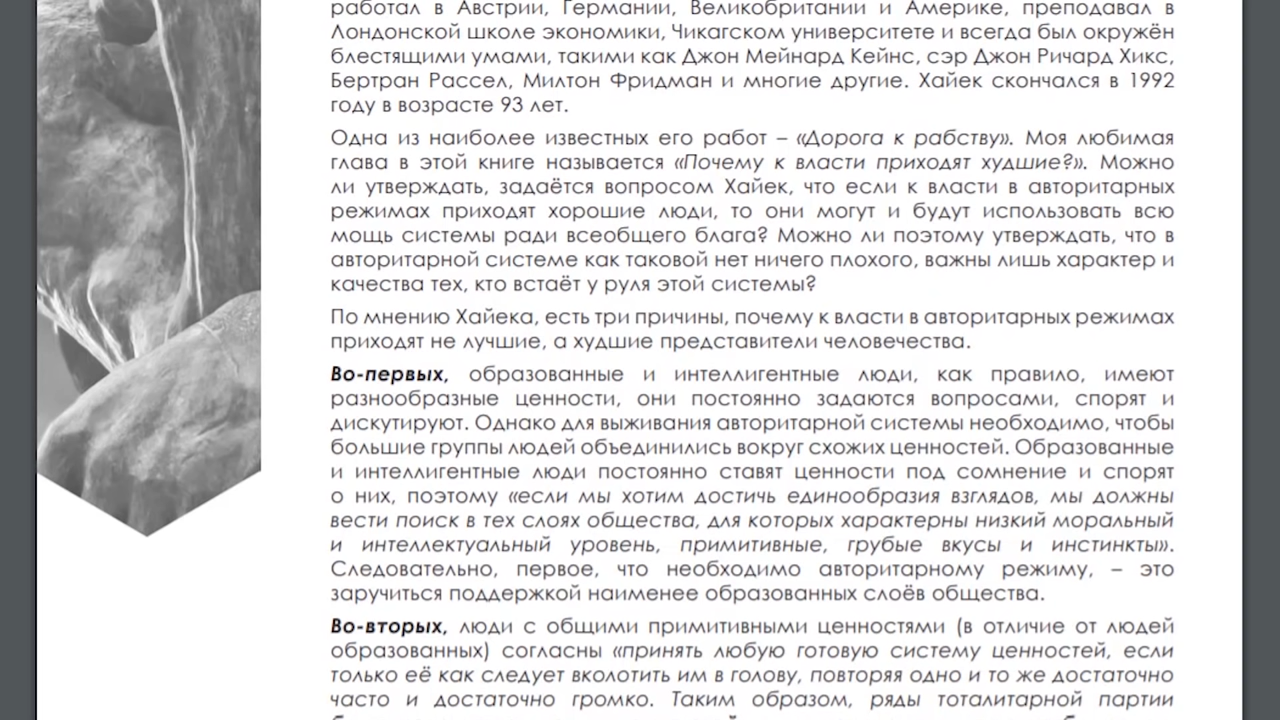 работал в Австрии, Германии, Великобритании и Америке, преподавал в
Лондонской школе экономики, Чикагском университете и всегда был окружён
блестящими умами, такими как Джон Мейнард Кейнс, сэр Джон Ричард Хикс,
Бертран Рассел, Милтон Фридман и многие другие. Хайек скончался в 1992
году в возрасте 93 лет.
Одна из наиболее известных его работ – «Дорога к рабству». Моя любимая
глава в этой книге называется «Почему к власти приходят худшие?». Можно
ли утверждать, задаётся вопросом Хайек, что если к власти в авторитарных
режимах приходят хорошие люди, то они могут и будут использовать всю
мощь системы ради всеобщего блага? Можно ли поэтому утверждать, что в
авторитарной системе как таковой нет ничего плохого, важны лишь характер и
качества тех, кто встаёт у руля этой системы?
По мнению Хайека, есть три причины, почему к власти в авторитарных режимах
приходят не лучшие, а худшие представители человечества.
Во-первых, образованные и интеллигентные люди, как правило, имеют
разнообразные ценности, они постоянно задаются вопросами, спорят и
дискутируют. Однако для выживания авторитарной системы необходимо, чтобы
большие группы людей объединились вокруг схожих ценностей. Образованные
и интеллигентные люди постоянно ставят ценности под сомнение и спорят
о них, поэтому «если мы хотим достичь единообразия взглядов, мы должны
вести поиск в тех слоях общества, для которых характерны низкий моральный
и интеллектуальный уровень, примитивные, грубые вкусы и инстинкты».
Следовательно, первое, что необходимо авторитарному режиму, – это
заручиться поддержкой наименее образованных слоёв общества.
Во-вторых, люди с общими примитивными ценностями (в отличие от людей
образованных) согласны «принять любую готовую систему ценностей, если
только её как следует вколотить им в голову, повторяя одно и то же достаточно
часто и достаточно громко. Таким образом, ряды тоталитарной партии